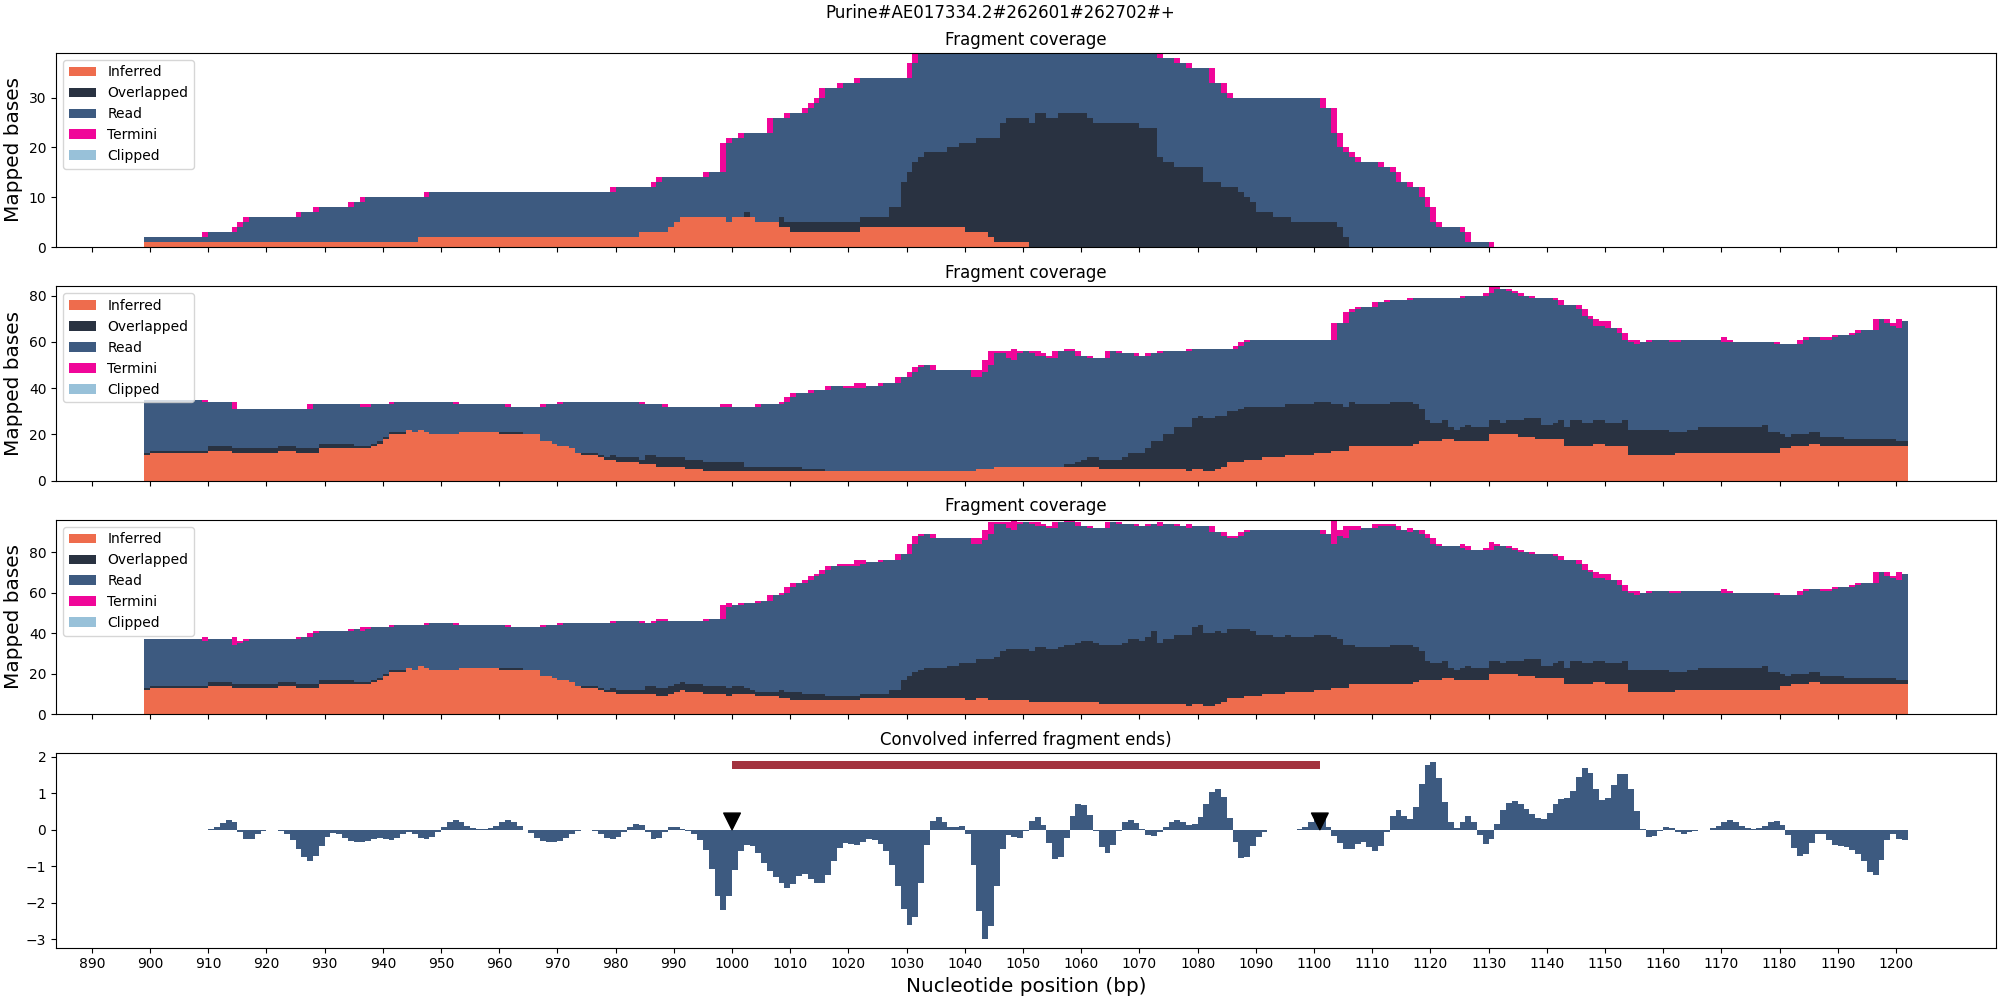 Purine#AE017334.2#262601#262702#+
Fragment coverage
Mapped bases
Inferred
Overlapped
Read
Termini
Clipped
30
20
10
0
Fragment coverage
Mapped bases
Inferred
Overlapped
Read
Termini
Clipped
80
60
40
20
0
Fragment coverage
Mapped bases
Inferred
Overlapped
Read
Termini
Clipped
80
60
40
20
0
Convolved inferred fragment ends)
2
1
0
−1
−2
−3
890 900 910 920 930 940 950 960 970 980 990 1000 1010 1020 1030 1040 1050 1060 1070 1080 1090 1100 1110 1120 1130 1140 1150 1160 1170 1180 1190 1200
Nucleotide position (bp)